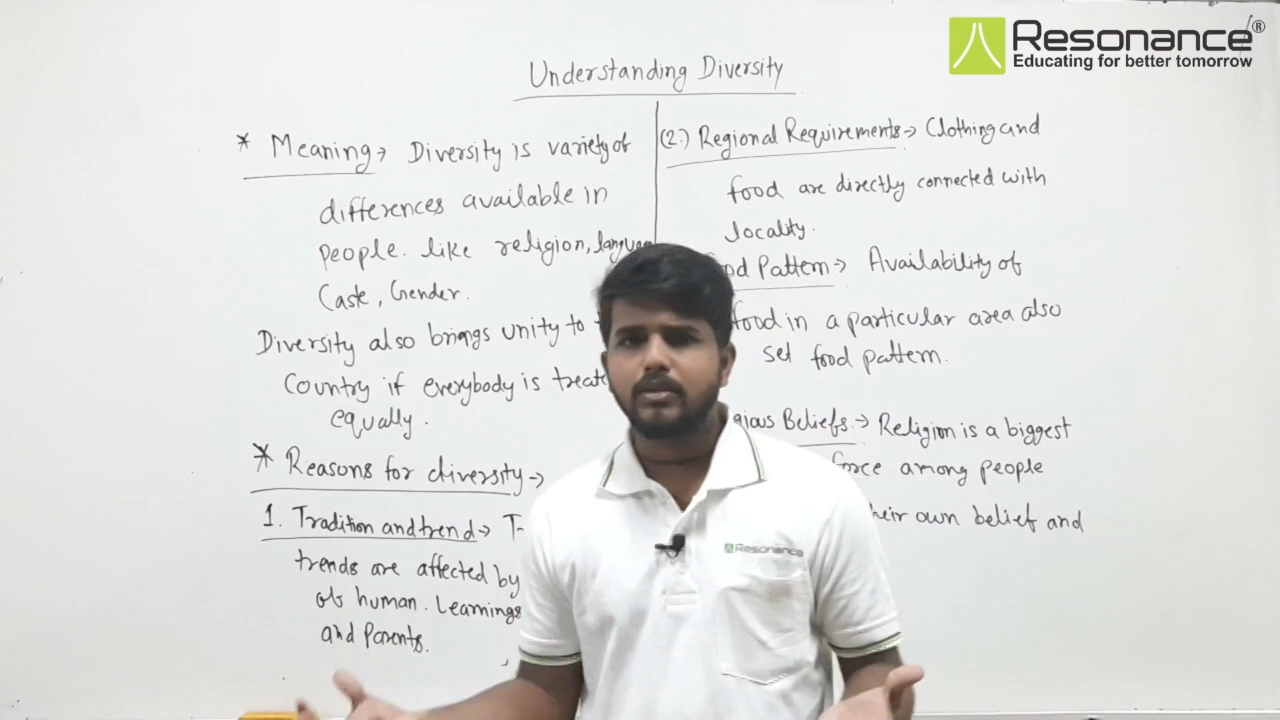 Resonance®
Educating for better tomorrow
Understanding Diversity
* Meaning → Diversity is variety of
differences available in
people. like religion,
Caste, Gender.
Diversity also brings unity to
Country if everybody is
equally.
* Reasons for diversity →
1. Tradition and trend →
trends are affected by
of human. Learnings
and Parents.
(2.) Regional Requirements → Clothing and
food are directly connected with
locality.
Pattern → Availability of
food in a particular area also
set food pattern.
Beliefs. → Religion is a biggest
force among people
own belief and
Resonance